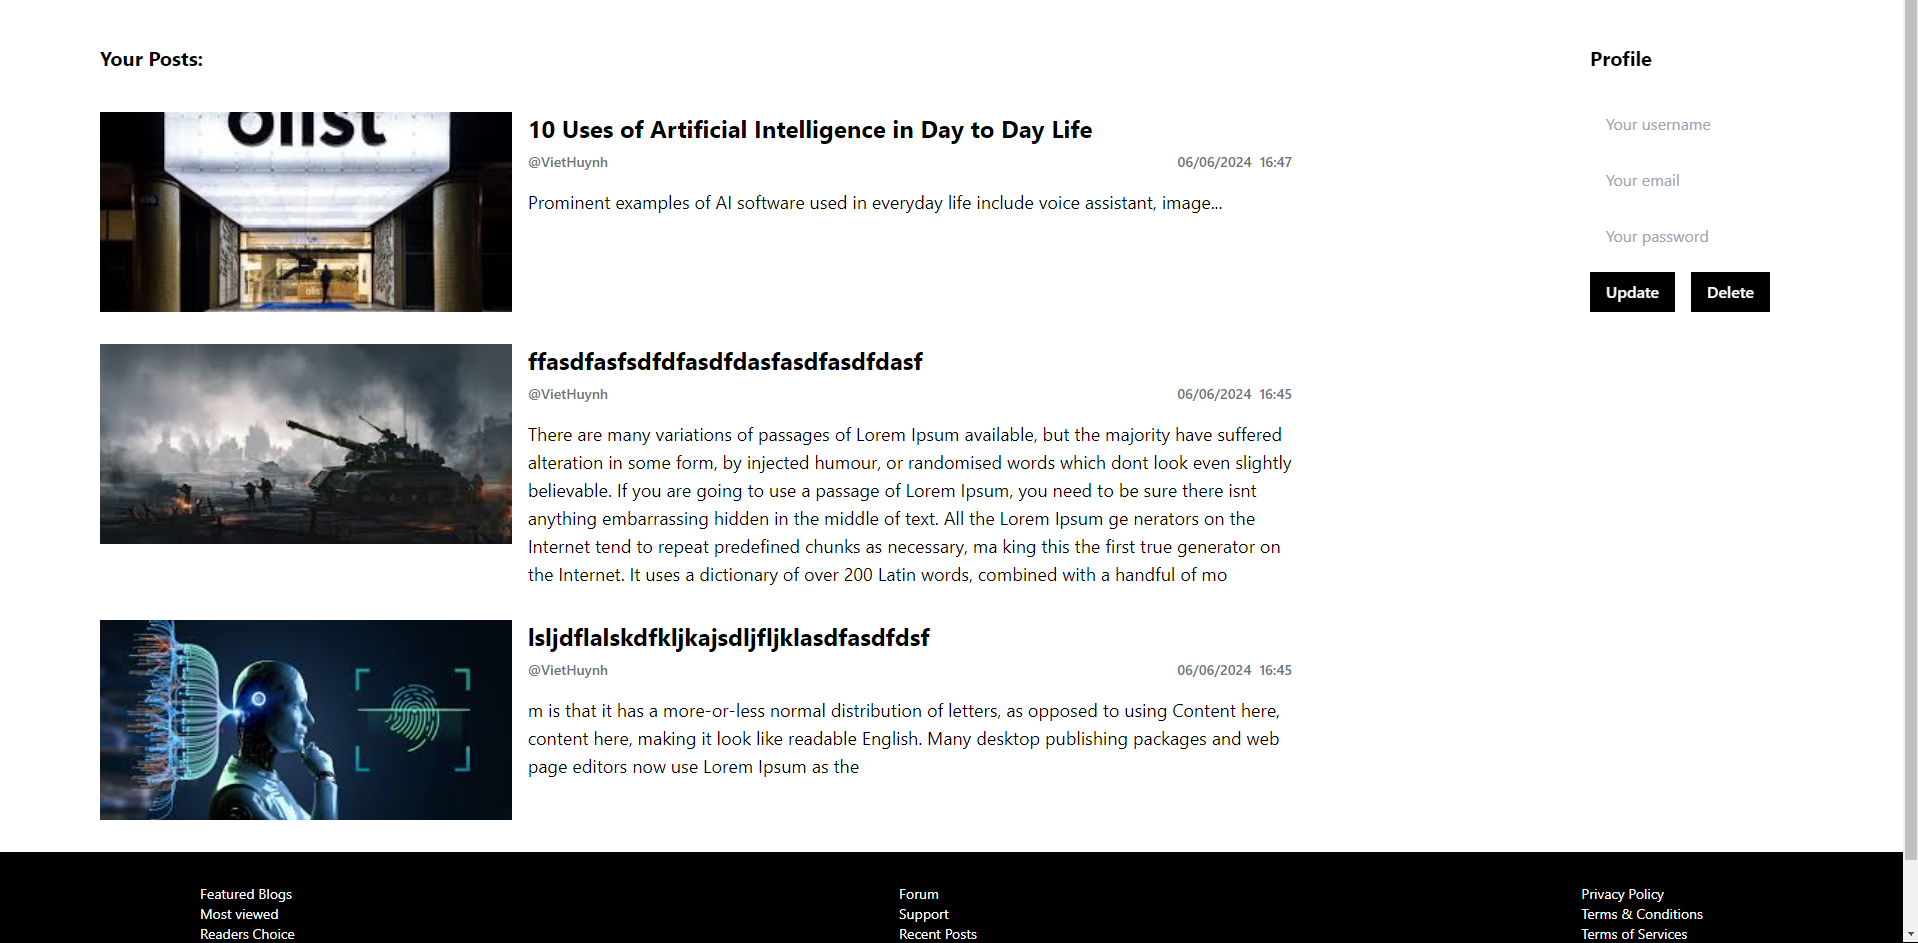 Your Posts:
Profile
olist
olist
10 Uses of Artificial Intelligence in Day to Day Life
@VietHuynh 06/06/2024 16:47
Prominent examples of AI software used in everyday life include voice assistant, image...
Your username
Your email
Your password
Update Delete
ffasdfasfsdfdfasdfdasfasdfasdfdasf
@VietHuynh 06/06/2024 16:45
There are many variations of passages of Lorem Ipsum available, but the majority have suffered
alteration in some form, by injected humour, or randomised words which dont look even slightly
believable. If you are going to use a passage of Lorem Ipsum, you need to be sure there isnt
anything embarrassing hidden in the middle of text. All the Lorem Ipsum ge nerators on the
Internet tend to repeat predefined chunks as necessary, ma king this the first true generator on
the Internet. It uses a dictionary of over 200 Latin words, combined with a handful of mo
lsljdflalskdfkljkajsdljfljklasdfasdfdsf
@VietHuynh 06/06/2024 16:45
m is that it has a more-or-less normal distribution of letters, as opposed to using Content here,
content here, making it look like readable English. Many desktop publishing packages and web
page editors now use Lorem Ipsum as the
Featured Blogs
Most viewed
Readers Choice
Forum
Support
Recent Posts
Privacy Policy
Terms & Conditions
Terms of Services